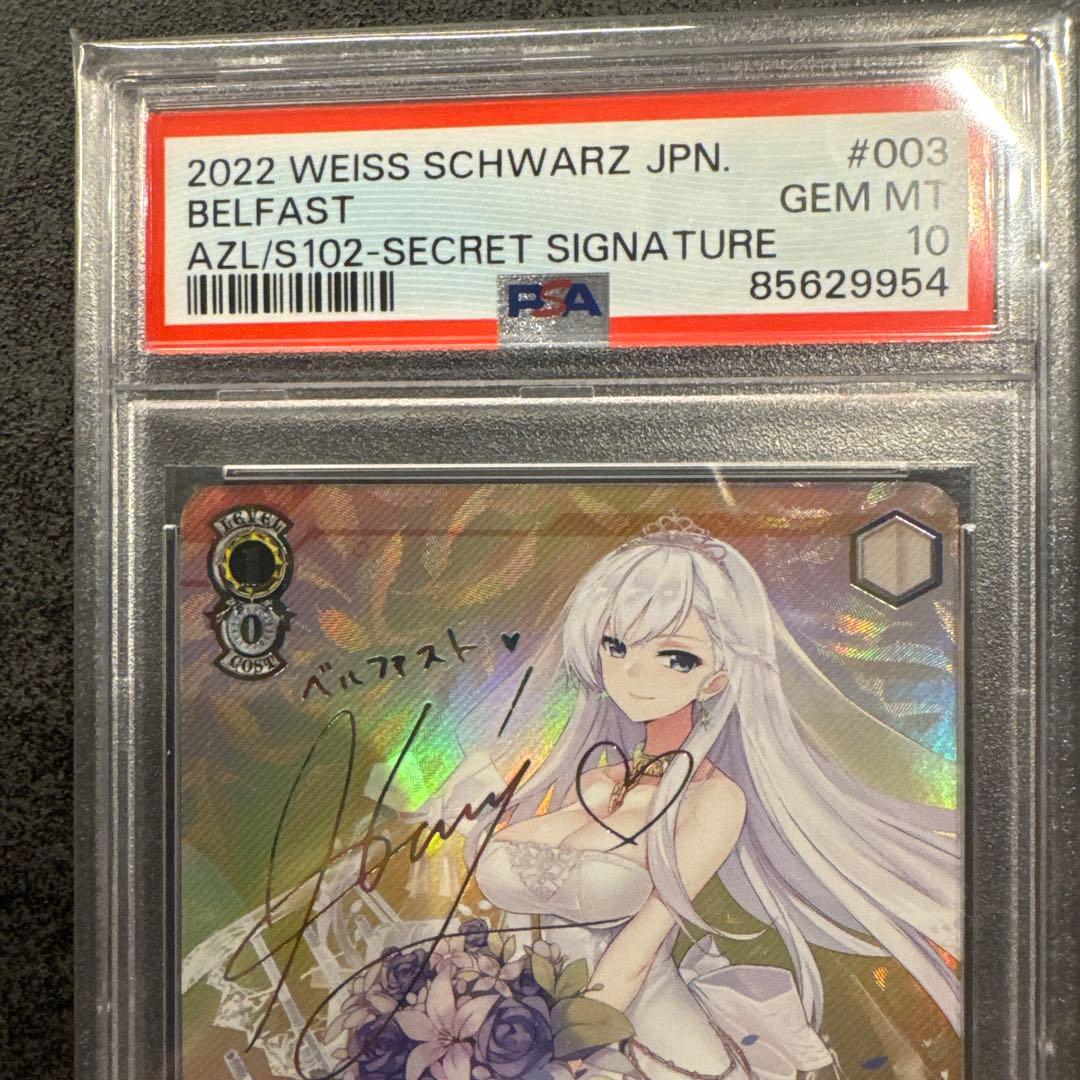 2022 WEISS SCHWARZ JPN. #003
BELFAST GEM MT
AZL/S102-SECRET SIGNATURE 10
85629954
PSA
LEVEL
0
COST
ベルファスト♥